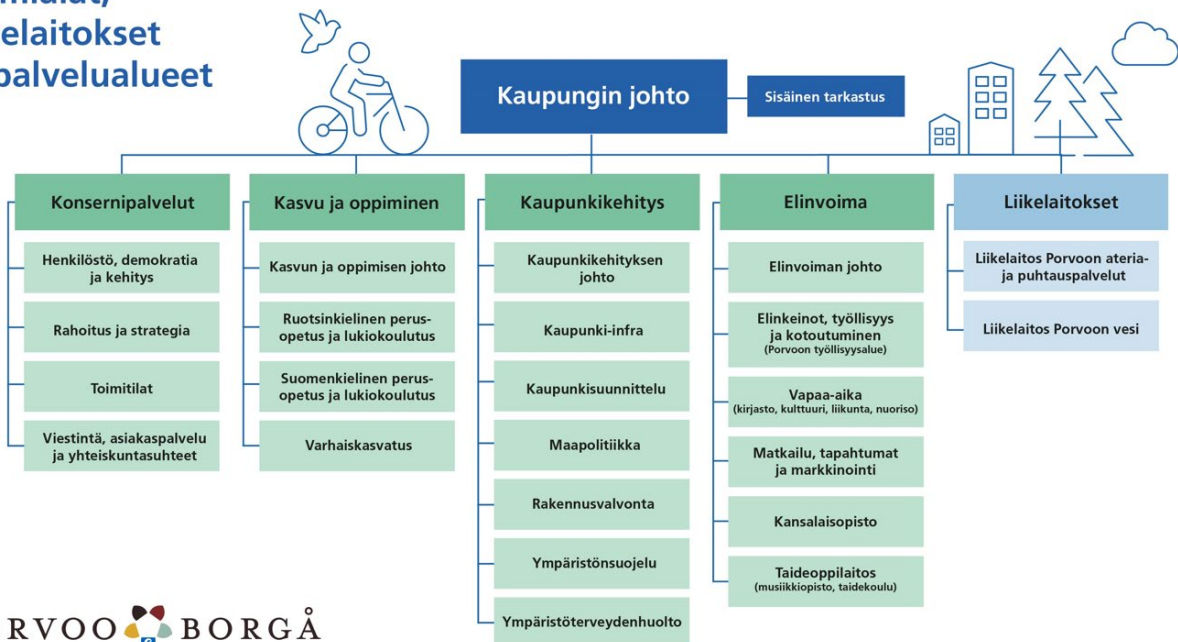 elaitokset
palvelualueet
Kaupungin johto
Sisäinen tarkastus
Konsernipalvelut
Henkilöstö, demokratia
ja kehitys
Rahoitus ja strategia
Toimitilat
Viestintä, asiakaspalvelu
ja yhteiskuntasuhteet
Kasvu ja oppiminen
Kasvun ja oppimisen johto
Ruotsinkielinen perus-
opetus ja lukiokoulutus
Suomenkielinen perus-
opetus ja lukiokoulutus
Varhaiskasvatus
Kaupunkikehitys
Kaupunkikehityksen
johto
Kaupunki-infra
Kaupunkisuunnittelu
Maapolitiikka
Rakennusvalvonta
Ympäristönsuojelu
Ympäristöterveydenhuolto
Elinvoima
Elinvoiman johto
Elinkeinot, työllisyys
ja kotoutuminen
(Porvoon työllisyysalue)
Vapaa-aika
(kirjasto, kulttuuri, liikunta, nuoriso)
Matkailu, tapahtumat
ja markkinointi
Kansalaisopisto
Taideoppilaitos
(musiikkiopisto, taidekoulu)
Liikelaitokset
Liikelaitos Porvoon ateria-
ja puhtauspalvelut
Liikelaitos Porvoon vesi
RVOO BORGÅ